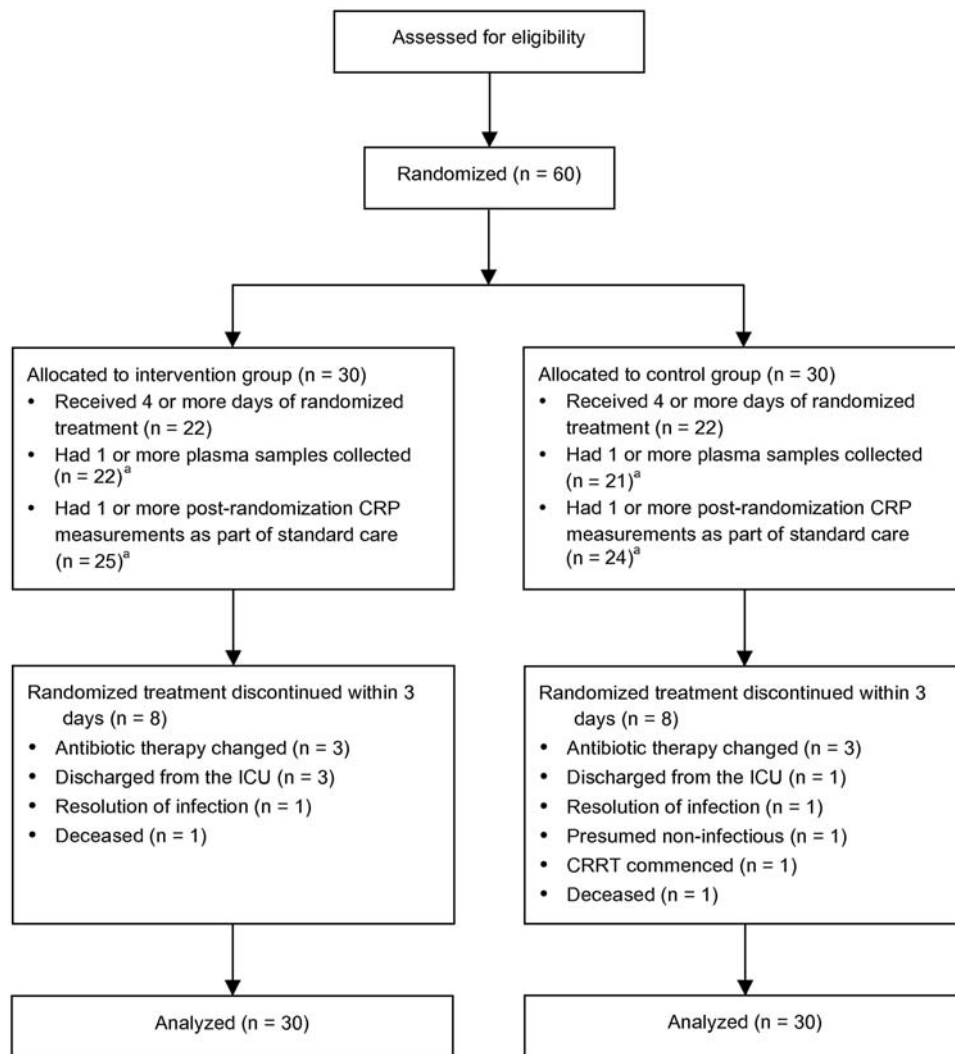 Assessed for eligibility
Randomized (n = 60)
Allocated to intervention group (n = 30)
• Received 4 or more days of randomized
treatment (n = 22)
• Had 1 or more plasma samples collected
(n = 22)ª
• Had 1 or more post-randomization CRP
measurements as part of standard care
(n = 25)ª
Allocated to control group (n = 30)
• Received 4 or more days of randomized
treatment (n = 22)
• Had 1 or more plasma samples collected
(n = 21)ª
• Had 1 or more post-randomization CRP
measurements as part of standard care
(n = 24)ª
Randomized treatment discontinued within 3
days (n = 8)
• Antibiotic therapy changed (n = 3)
• Discharged from the ICU (n = 3)
• Resolution of infection (n = 1)
• Deceased (n = 1)
Randomized treatment discontinued within 3
days (n = 8)
• Antibiotic therapy changed (n = 3)
• Discharged from the ICU (n = 1)
• Resolution of infection (n = 1)
• Presumed non-infectious (n = 1)
• CRRT commenced (n = 1)
• Deceased (n = 1)
Analyzed (n = 30)
Analyzed (n = 30)